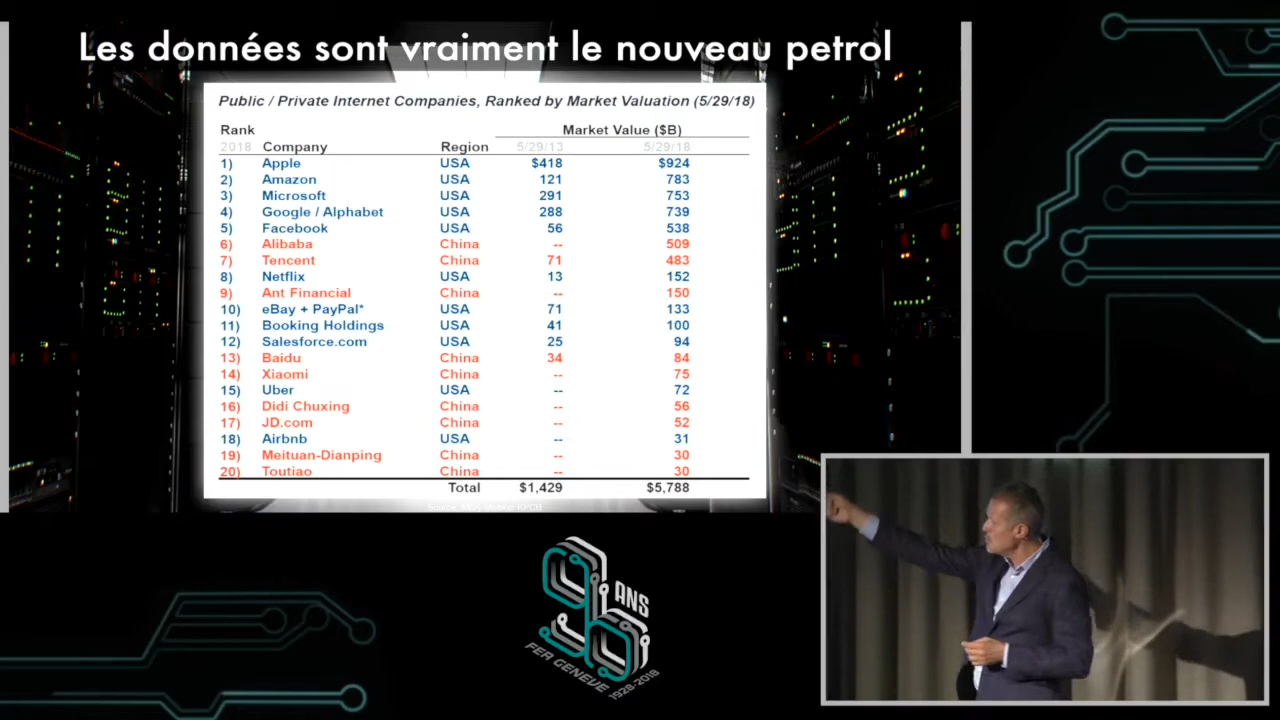 Les données sont vraiment le nouveau petrol
Public / Private Internet Companies, Ranked by Market Valuation (5/29/18)
Rank Market Value ($B)
2018 Company Region 5/29/13 5/29/18
1) Apple USA $418 $924
2) Amazon USA 121 783
3) Microsoft USA 291 753
4) Google / Alphabet USA 288 739
5) Facebook USA 56 538
6) Alibaba China -- 509
7) Tencent China 71 483
8) Netflix USA 13 152
9) Ant Financial China -- 150
10) eBay + PayPal* USA 71 133
11) Booking Holdings USA 41 100
12) Salesforce.com USA 25 94
13) Baidu China 34 84
14) Xiaomi China -- 75
15) Uber USA -- 72
16) Didi Chuxing China -- 56
17) JD.com China -- 52
18) Airbnb USA -- 31
19) Meituan-Dianping China -- 30
20) Toutiao China -- 30
Total $1,429 $5,788
Source: Mary Meeker KPCB
90
ANS
FER GENEVE 1928-2018